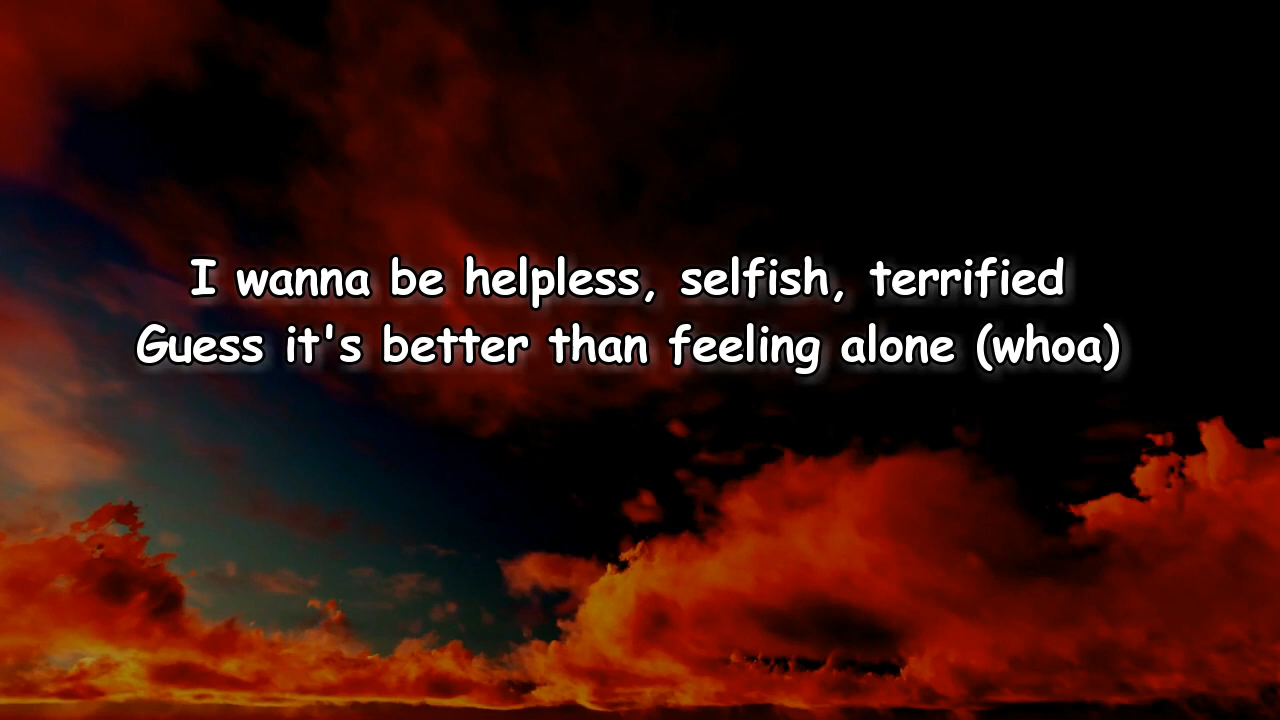 I wanna be helpless, selfish, terrified
Guess it's better than feeling alone (whoa)